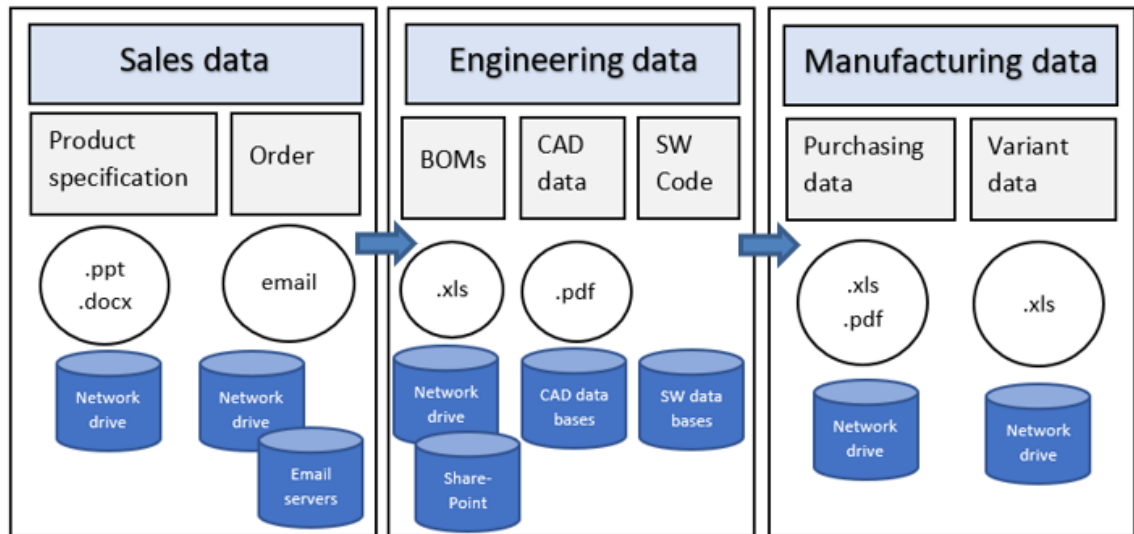 Sales data
Product
specification
Order
.ppt
.docx
email
Network
drive
Network
drive
Email
servers
Engineering data
BOMs
CAD
data
SW
Code
.xls
.pdf
Network
drive
Share-
Point
CAD data
bases
SW data
bases
Manufacturing data
Purchasing
data
Variant
data
.xls
.pdf
.xls
Network
drive
Network
drive